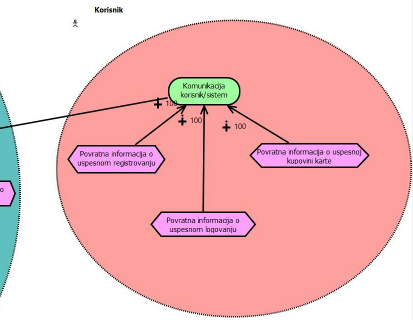 Korisnik
Komunikacija
korisnik/sistem
+ 100
+ 100
+ 100
Povratna informacija o
uspesnom registrovanju
Povratna informacija o uspesnoj
kupovini karte
o
Povratna informacija o
uspesnom logovanju